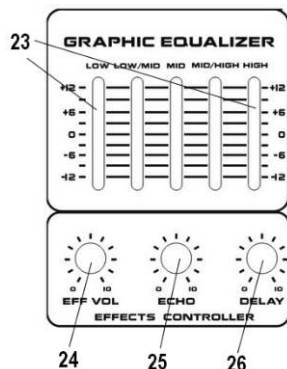 23
GRAPHIC EQUALIZER
LOW LOW/MID MID MID/HIGH HIGH
+12 +12
+6 +6
0 0
-6 -6
-12 -12
0 10 0 10 0 10
EFF VOL ECHO DELAY
EFFECTS CONTROLLER
24 25 26